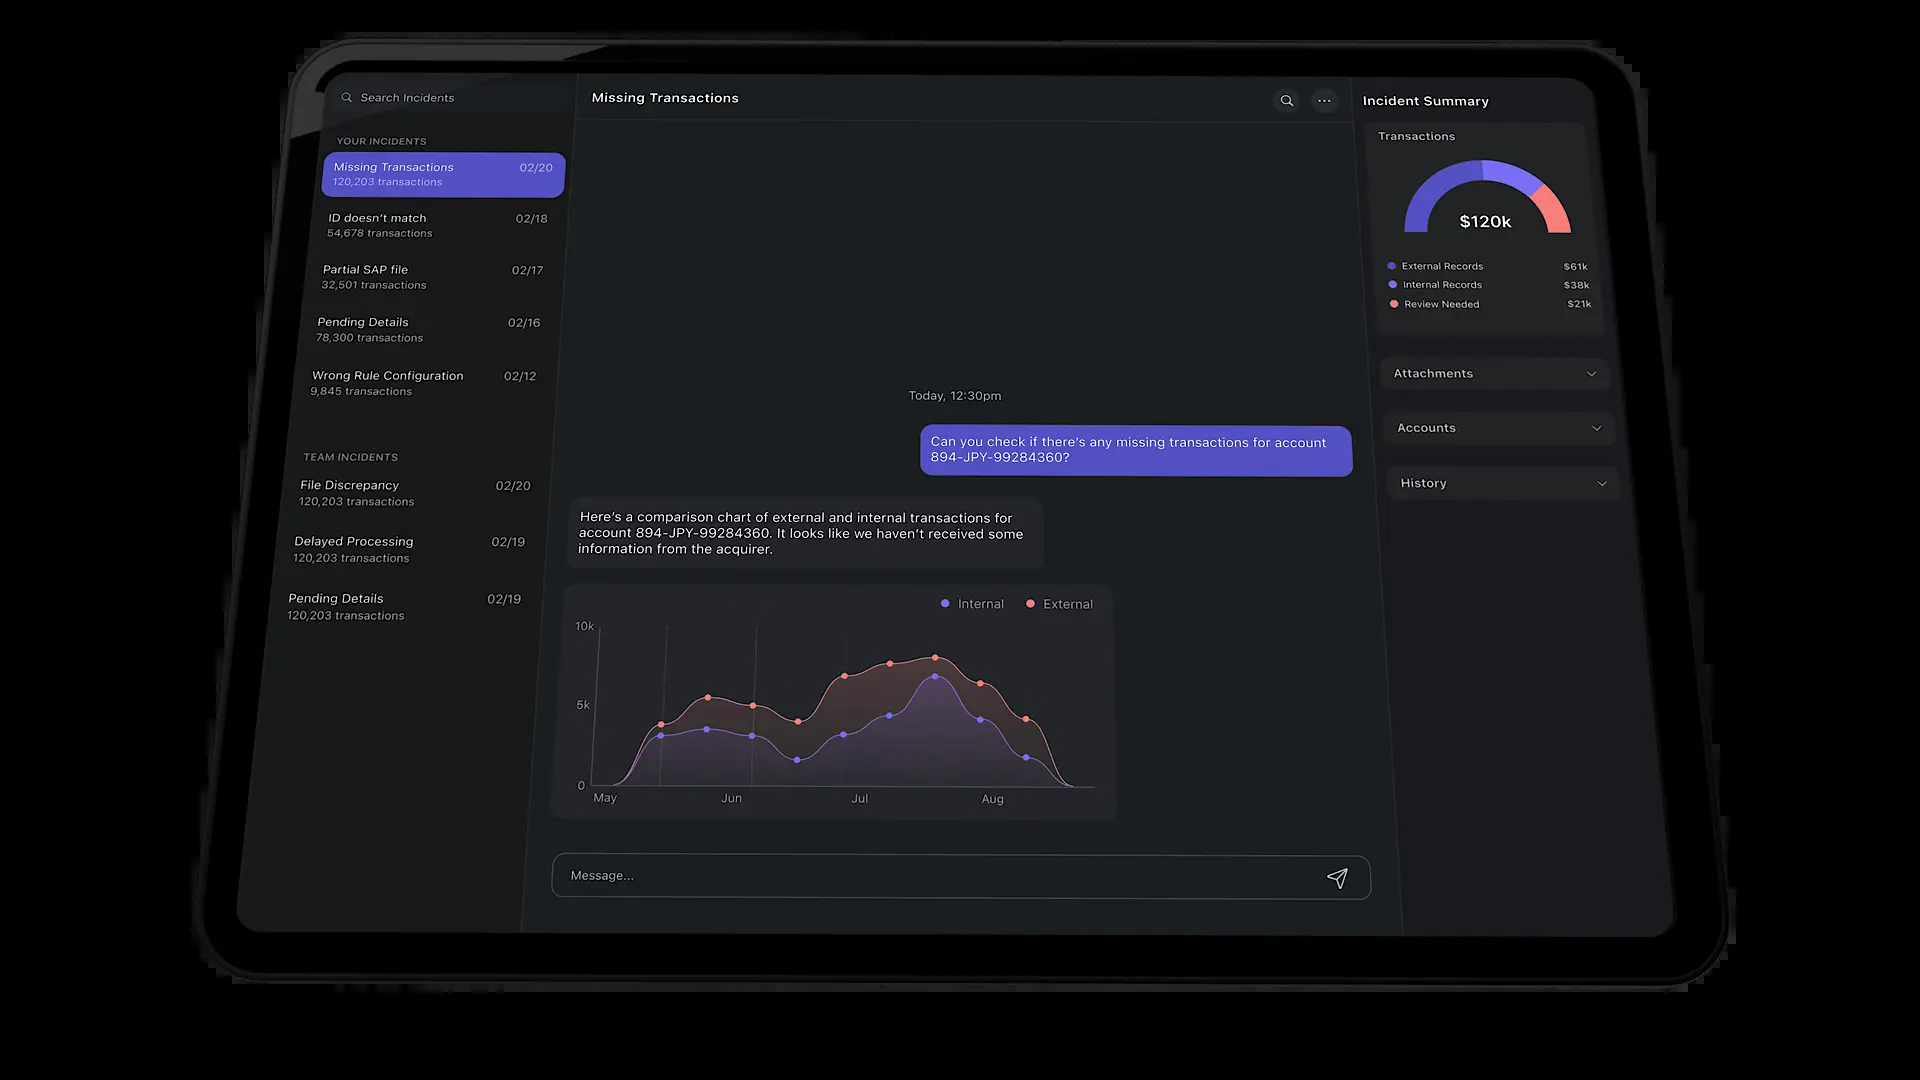 Search Incidents
YOUR INCIDENTS
Missing Transactions 02/20
120,203 transactions
ID doesn’t match 02/18
54,678 transactions
Partial SAP file 02/17
32,501 transactions
Pending Details 02/16
78,300 transactions
Wrong Rule Configuration 02/12
9,845 transactions
TEAM INCIDENTS
File Discrepancy 02/20
120,203 transactions
Delayed Processing 02/19
120,203 transactions
Pending Details 02/19
120,203 transactions
Missing Transactions
Today, 12:30pm
Can you check if there’s any missing transactions for account
894-JPY-99284360?
Here’s a comparison chart of external and internal transactions for
account 894-JPY-99284360. It looks like we haven’t received some
information from the acquirer.
Internal External
10k
5k
0
May Jun Jul Aug
Message...
Incident Summary
Transactions
$120k
External Records $61k
Internal Records $38k
Review Needed $21k
Attachments
Accounts
History